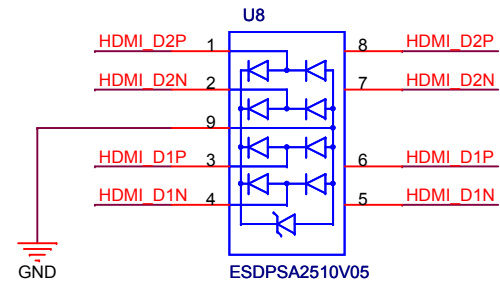 U8
HDMI_D2P 1 8 HDMI_D2P
HDMI_D2N 2 7 HDMI_D2N
9
HDMI_D1P 3 6 HDMI_D1P
HDMI_D1N 4 5 HDMI_D1N
GND ESDPSA2510V05